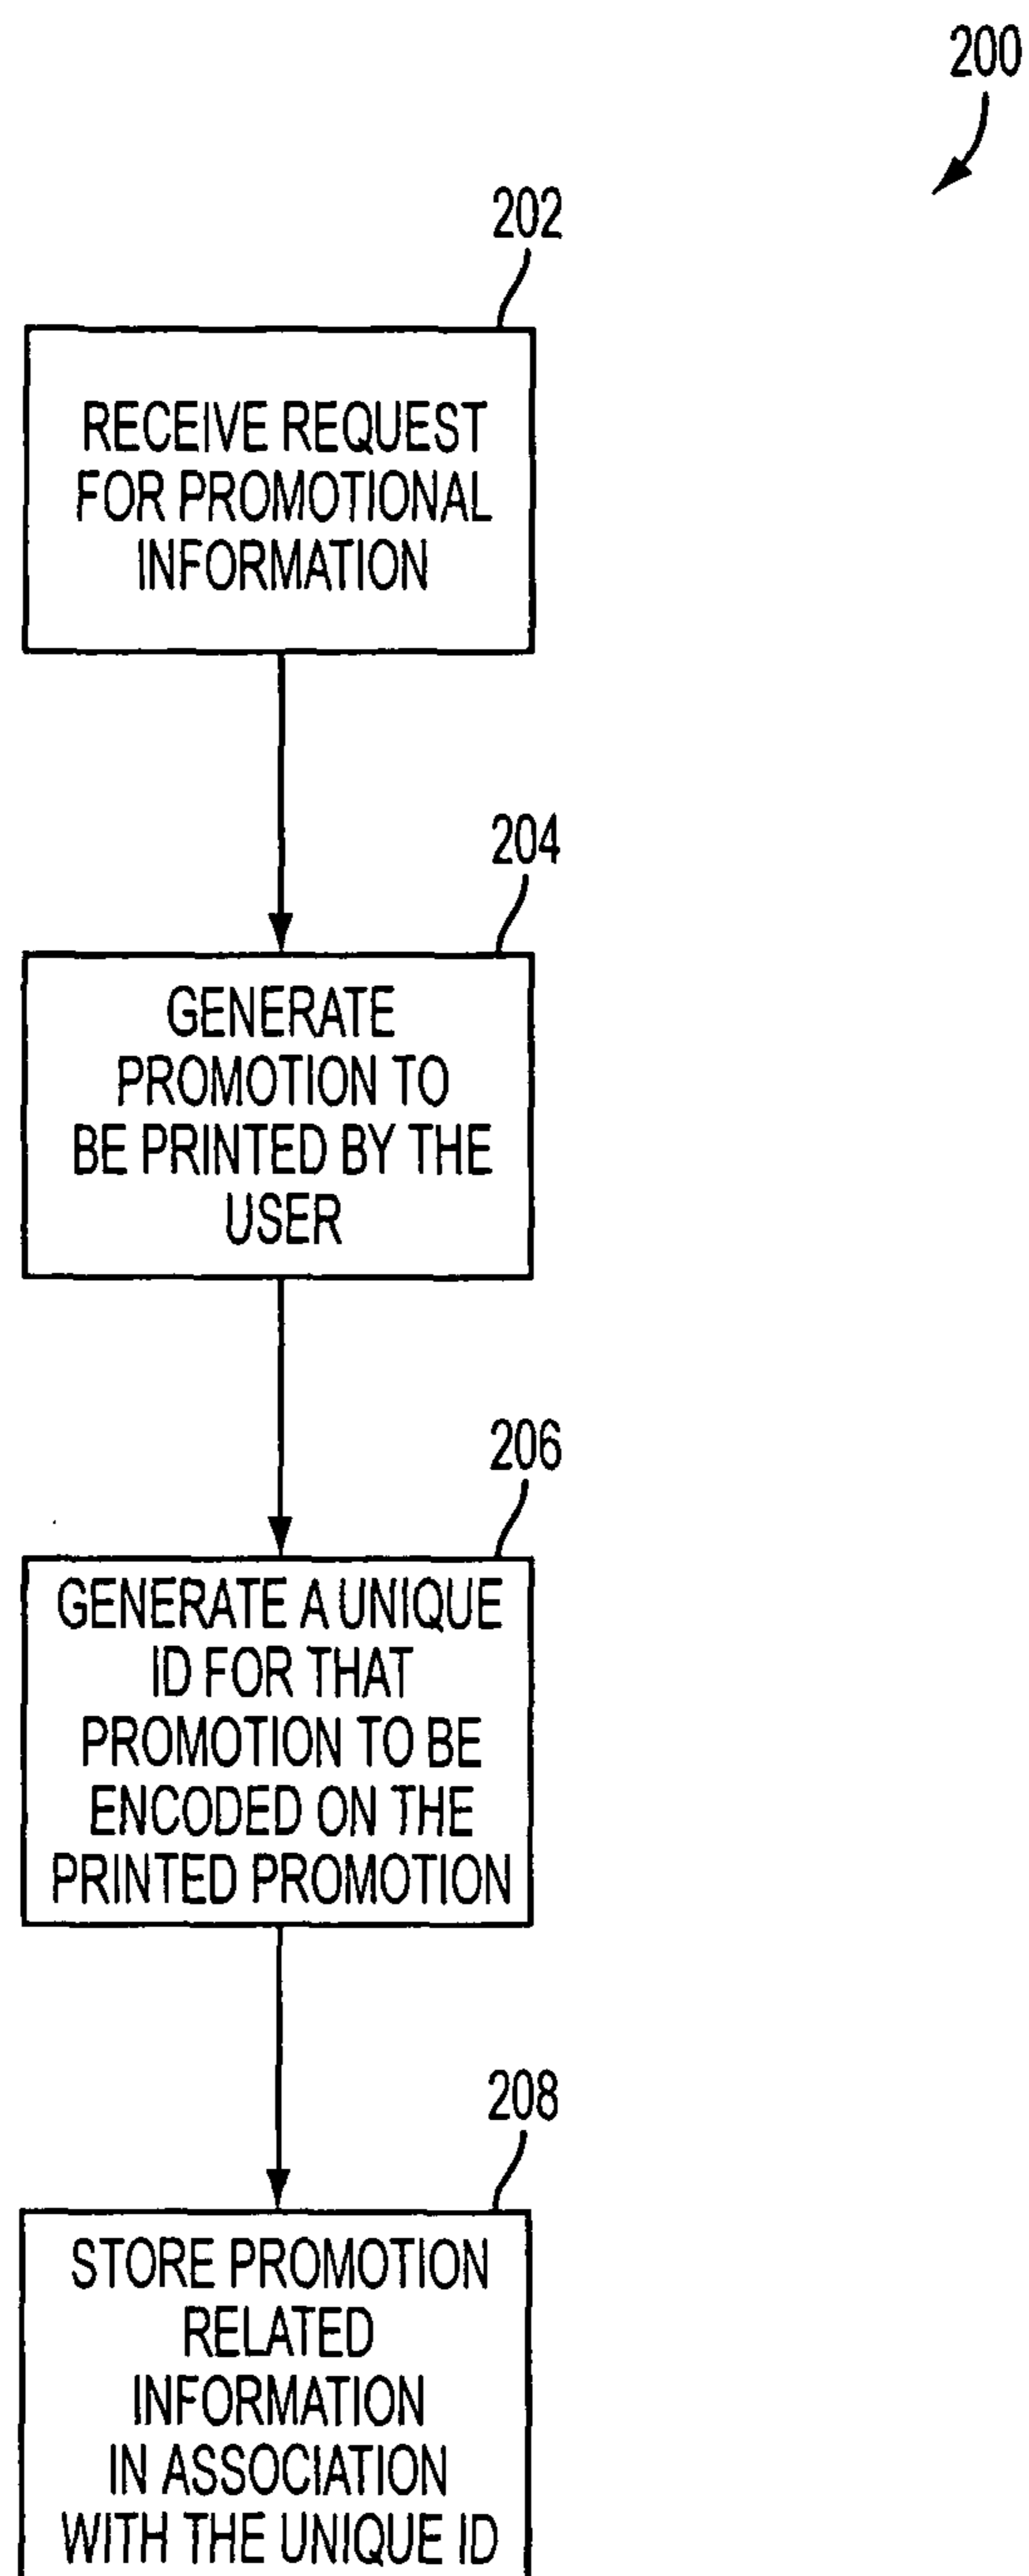 200
202
RECEIVE REQUEST
FOR PROMOTIONAL
INFORMATION
204
GENERATE
PROMOTION TO
BE PRINTED BY THE
USER
206
GENERATE A UNIQUE
ID FOR THAT
PROMOTION TO BE
ENCODED ON THE
PRINTED PROMOTION
208
STORE PROMOTION
RELATED
INFORMATION
IN ASSOCIATION
WITH THE UNIQUE ID